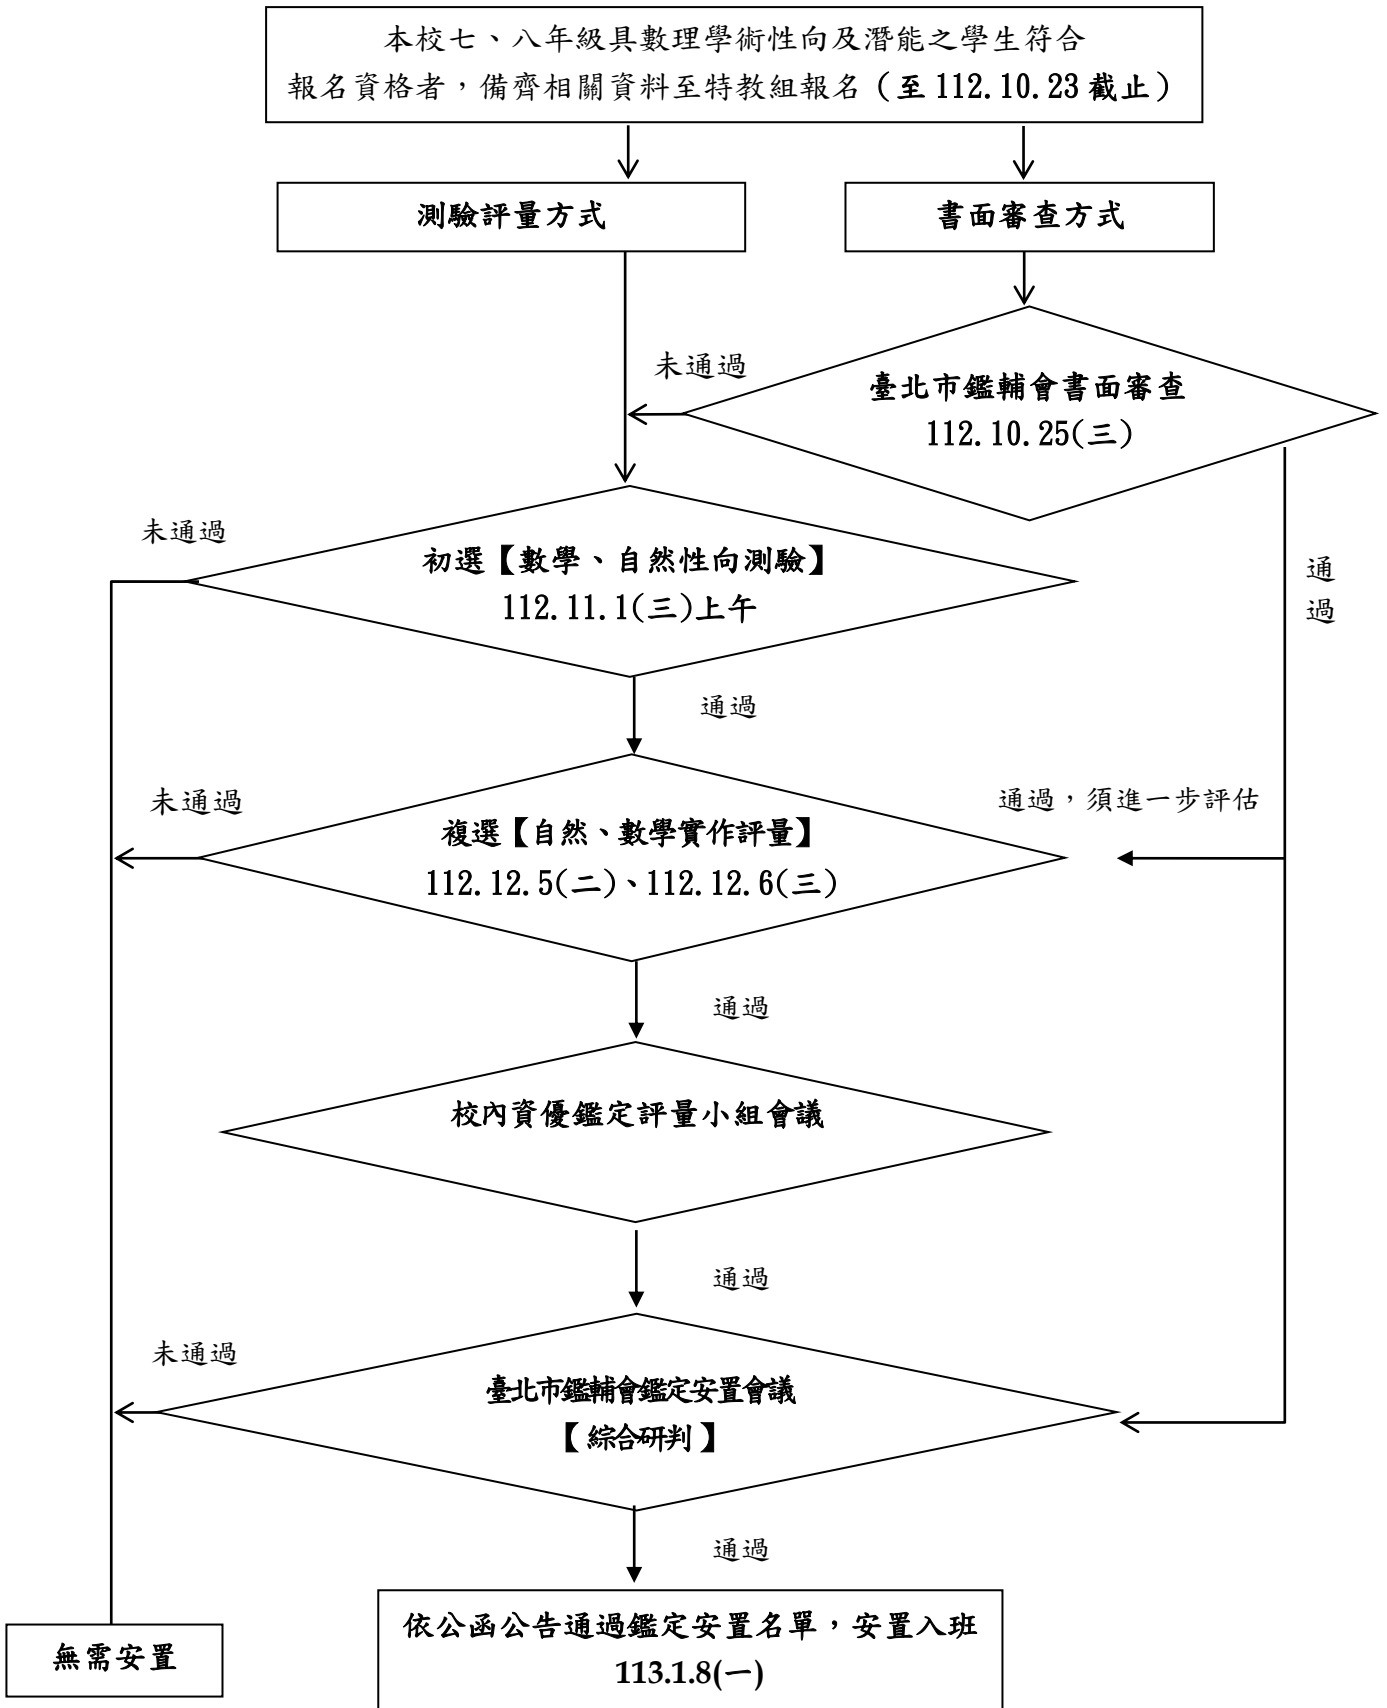 本校七、八年級具數理學術性向及潛能之學生符合
報名資格者，備齊相關資料至特教組報名（至 112.10.23 截止）
測驗評量方式
書面審查方式
未通過
臺北市鑑輔會書面審查
112.10.25(三)
未通過
初選【數學、自然性向測驗】
112.11.1(三)上午
通
過
通過
未通過
通過，須進一步評估
複選【自然、數學實作評量】
112.12.5(二)、112.12.6(三)
通過
校內資優鑑定評量小組會議
通過
未通過
臺北市鑑輔會鑑定安置會議
【綜合研判】
通過
依公函公告通過鑑定安置名單，安置入班
113.1.8(一)
無需安置